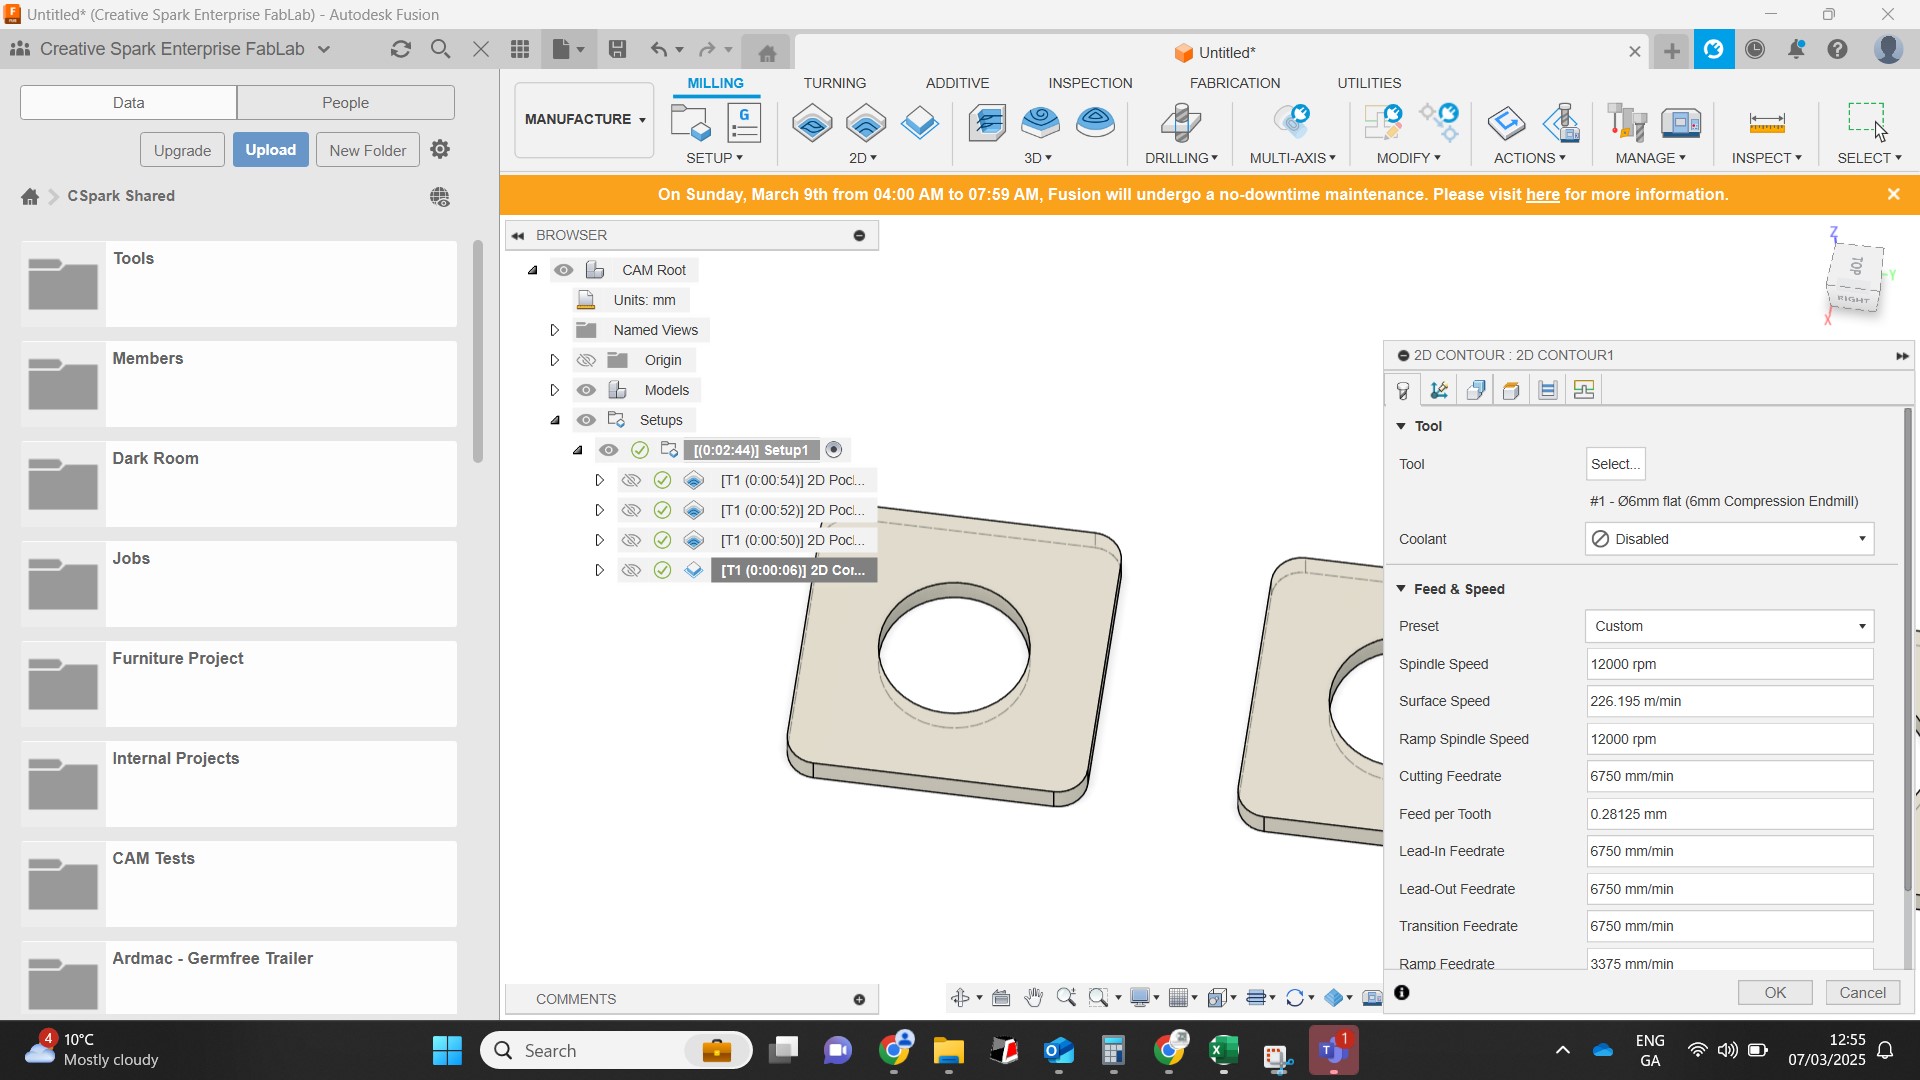 Untitled* (Creative Spark Enterprise FabLab) - Autodesk Fusion
Creative Spark Enterprise FabLab
Untitled*
Data People
Upgrade Upload New Folder
CSpark Shared
Tools
Members
Dark Room
Jobs
Furniture Project
Internal Projects
CAM Tests
Ardmac - Germfree Trailer
MANUFACTURE
MILLING TURNING ADDITIVE INSPECTION FABRICATION UTILITIES
G
SETUP 2D 3D DRILLING MULTI-AXIS MODIFY ACTIONS MANAGE INSPECT SELECT
On Sunday, March 9th from 04:00 AM to 07:59 AM, Fusion will undergo a no-downtime maintenance. Please visit here for more information.
BROWSER
CAM Root
Units: mm
Named Views
Origin
Models
Setups
[(0:02:44)] Setup1
[T1 (0:00:54)] 2D Poc...
[T1 (0:00:52)] 2D Poc...
[T1 (0:00:50)] 2D Poc...
[T1 (0:00:06)] 2D Cor...
Z
TOP
Y
RIGHT
X
2D CONTOUR : 2D CONTOUR1
Tool
Tool Select...
#1 - Ø6mm flat (6mm Compression Endmill)
Coolant Disabled
Feed & Speed
Preset Custom
Spindle Speed 12000 rpm
Surface Speed 226.195 m/min
Ramp Spindle Speed 12000 rpm
Cutting Feedrate 6750 mm/min
Feed per Tooth 0.28125 mm
Lead-In Feedrate 6750 mm/min
Lead-Out Feedrate 6750 mm/min
Transition Feedrate 6750 mm/min
Ramp Feedrate 3375 mm/min
OK Cancel
COMMENTS
4
10°C
Mostly cloudy
Search
1
ENG
GA
12:55
07/03/2025